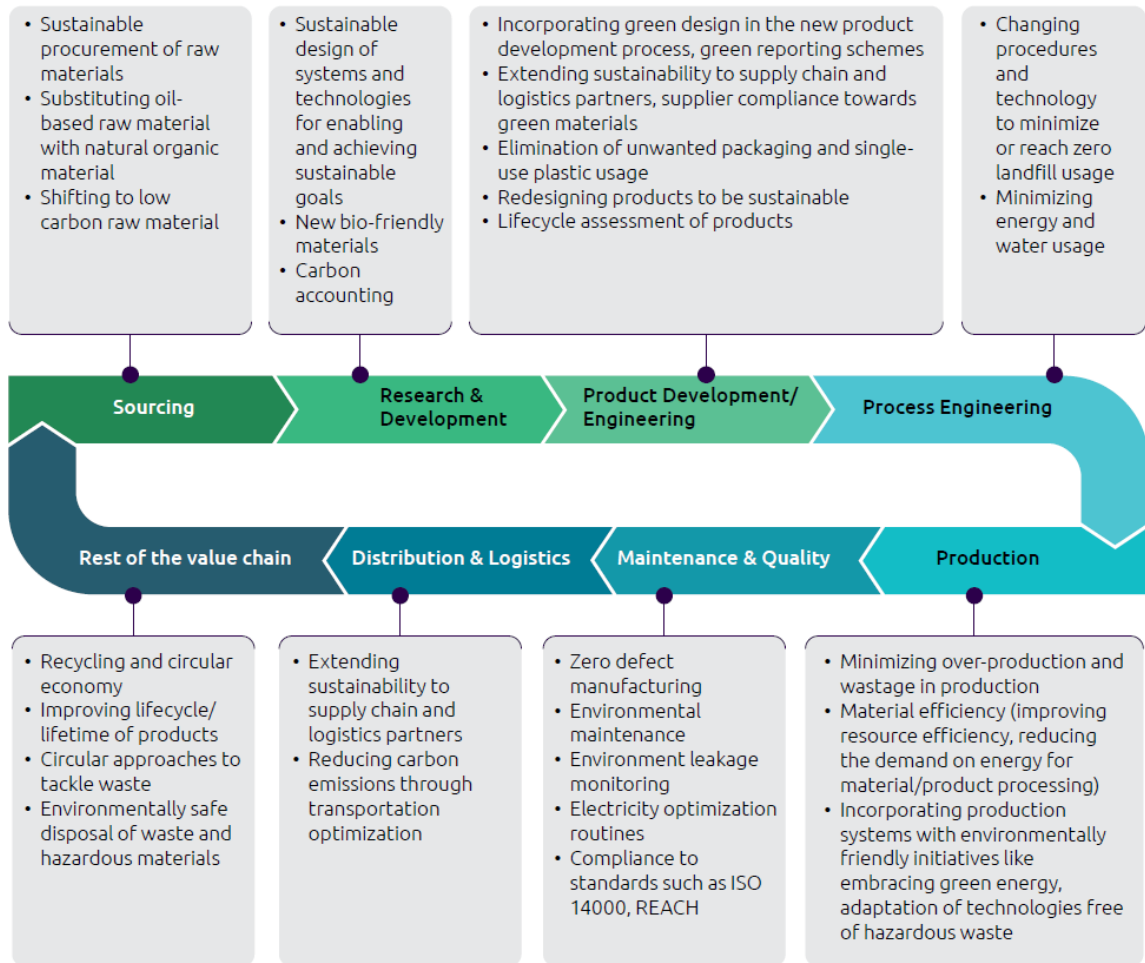 • Sustainable
procurement of raw
materials
• Substituting oil-
based raw material
with natural organic
material
• Shifting to low
carbon raw material
• Sustainable
design of
systems and
technologies
for enabling
and achieving
sustainable
goals
• New bio-friendly
materials
• Carbon
accounting
• Incorporating green design in the new product
development process, green reporting schemes
• Extending sustainability to supply chain and
logistics partners, supplier compliance towards
green materials
• Elimination of unwanted packaging and single-
use plastic usage
• Redesigning products to be sustainable
• Lifecycle assessment of products
• Changing
procedures
and
technology
to minimize
or reach zero
landfill usage
• Minimizing
energy and
water usage
Sourcing
Research &
Development
Product Development/
Engineering
Process Engineering
Rest of the value chain
Distribution & Logistics
Maintenance & Quality
Production
• Recycling and circular
economy
• Improving lifecycle/
lifetime of products
• Circular approaches to
tackle waste
• Environmentally safe
disposal of waste and
hazardous materials
• Extending
sustainability to
supply chain and
logistics partners
• Reducing carbon
emissions through
transportation
optimization
• Zero defect
manufacturing
• Environmental
maintenance
• Environment leakage
monitoring
• Electricity optimization
routines
• Compliance to
standards such as ISO
14000, REACH
• Minimizing over-production and
wastage in production
• Material efficiency (improving
resource efficiency, reducing
the demand on energy for
material/product processing)
• Incorporating production
systems with environmentally
friendly initiatives like
embracing green energy,
adaptation of technologies free
of hazardous waste